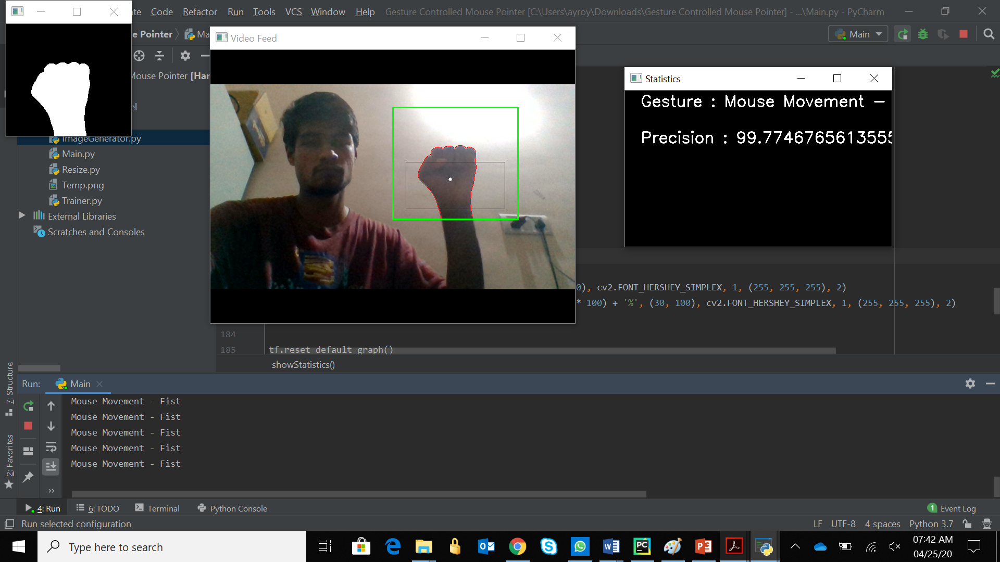 te Code Refactor Run Tools VCS Window Help Gesture Controlled Mouse Pointer [C:\Users\ayroy\Downloads\Gesture Controlled Mouse Pointer] - ...\Main.py - PyCharm
e Pointer Ma
Main
Video Feed
Mouse Pointer [Har
el
ImageGenerator.py
Main.py
Resize.py
Temp.png
Trainer.py
External Libraries
Scratches and Consoles
Statistics
Gesture : Mouse Movement -
Precision : 99.7746765613555
0), cv2.FONT_HERSHEY_SIMPLEX, 1, (255, 255, 255), 2)
* 100) + '%', (30, 100), cv2.FONT_HERSHEY_SIMPLEX, 1, (255, 255, 255), 2)
184
185 tf.reset_default_graph()
showStatistics()
7: Structure
2: Favorites
Run: Main
Mouse Movement - Fist
Mouse Movement - Fist
Mouse Movement - Fist
Mouse Movement - Fist
Mouse Movement - Fist
4: Run 6: TODO Terminal Python Console 1 Event Log
Run selected configuration LF UTF-8 4 spaces Python 3.7
Type here to search
PC
07:42 AM
04/25/20